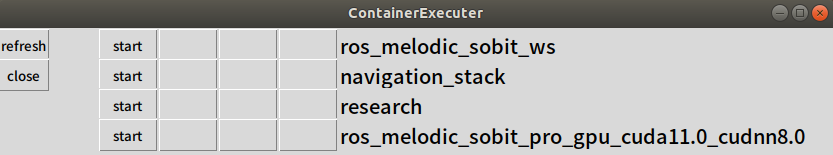 ContainerExecuter
refresh start ros_melodic_sobit_ws
close start navigation_stack
start research
start ros_melodic_sobit_pro_gpu_cuda11.0_cudnn8.0